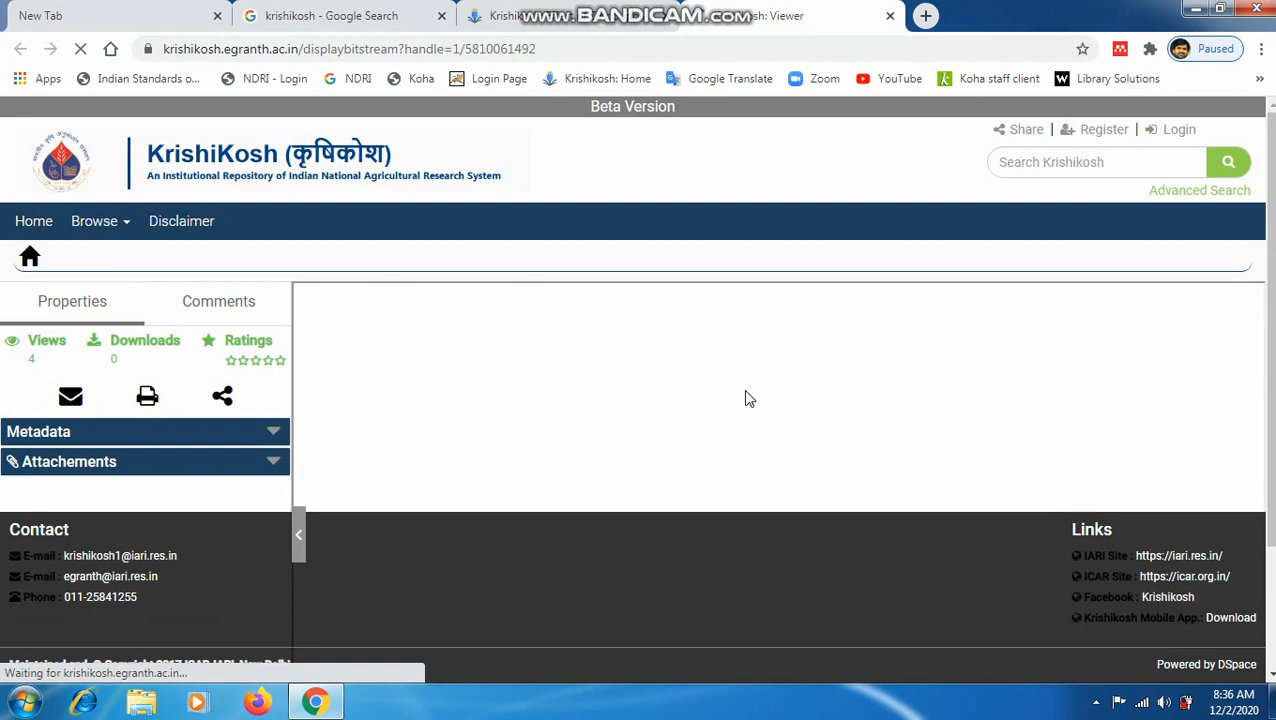 New Tab
krishikosh - Google Search
Krishi
www.BANDICAM.com
sh: Viewer
krishikosh.egranth.ac.in/displaybitstream?handle=1/5810061492
Paused
Apps
Indian Standards o...
NDRI - Login
NDRI
Koha
Login Page
Krishikosh: Home
Google Translate
Zoom
YouTube
Koha staff client
Library Solutions
»
Beta Version
Share | Register | Login
KrishiKosh (कृषिकोश)
An Institutional Repository of Indian National Agricultural Research System
Search Krishikosh
Advanced Search
Home
Browse
Disclaimer
Properties
Comments
Views
Downloads
Ratings
4
0
Metadata
Attachements
Contact
E-mail : krishikosh1@iari.res.in
E-mail : egranth@iari.res.in
Phone : 011-25841255
Links
IARI Site : https://iari.res.in/
ICAR Site : https://icar.org.in/
Facebook : Krishikosh
Krishikosh Mobile App.: Download
Powered by DSpace
Waiting for krishikosh.egranth.ac.in...
8:36 AM
12/2/2020